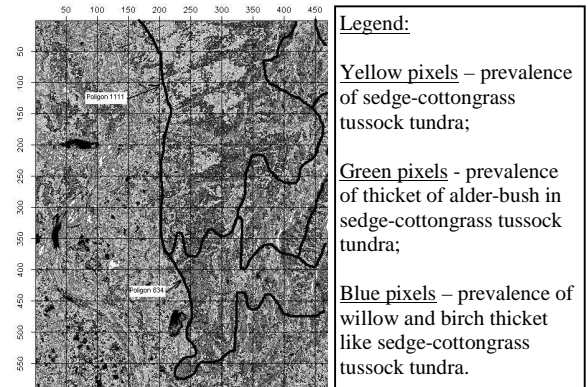 50 100 150 200 250 300 350 400 450
50
100
150
200
250
300
350
400
450
500
550
Poligon 1111
Poligon 834
Legend:
Yellow pixels – prevalence
of sedge-cottongrass
tussock tundra;
Green pixels - prevalence
of thicket of alder-bush in
sedge-cottongrass tussock
tundra;
Blue pixels – prevalence of
willow and birch thicket
like sedge-cottongrass
tussock tundra.